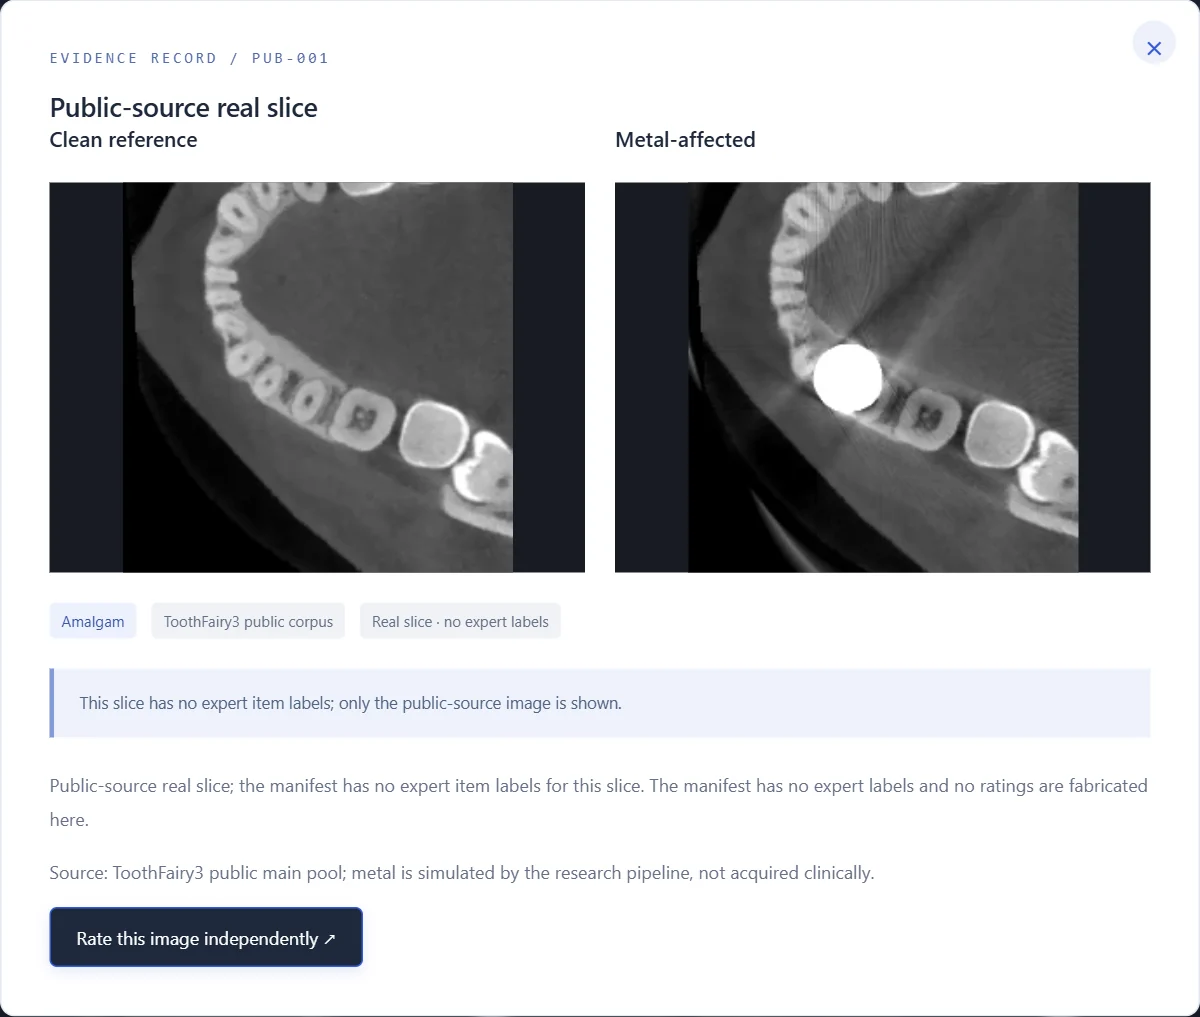 EVIDENCE RECORD / PUB-001
Public-source real slice
Clean reference
Metal-affected
Amalgam
ToothFairy3 public corpus
Real slice · no expert labels
This slice has no expert item labels; only the public-source image is shown.
Public-source real slice; the manifest has no expert item labels for this slice. The manifest has no expert labels and no ratings are fabricated
here.
Source: ToothFairy3 public main pool; metal is simulated by the research pipeline, not acquired clinically.
Rate this image independently ↗